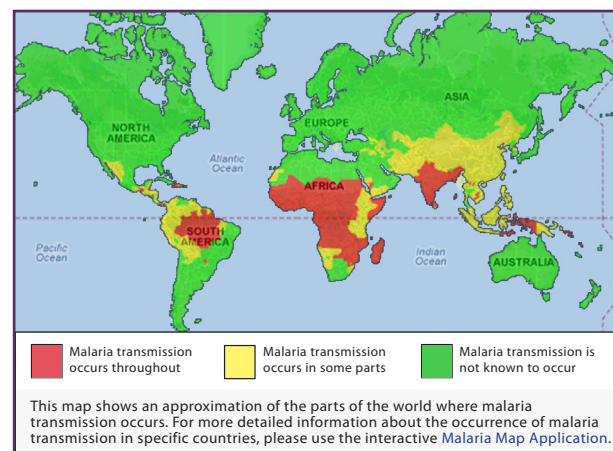 NORTH
AMERICA
ASIA
EUROPE
Atlantic
Ocean
AFRICA
SOUTH
AMERICA
Pacific
Ocean
Indian
Ocean
AUSTRALIA
Malaria transmission
occurs throughout
Malaria transmission
occurs in some parts
Malaria transmission is
not known to occur
This map shows an approximation of the parts of the world where malaria
transmission occurs. For more detailed information about the occurrence of malaria
transmission in specific countries, please use the interactive Malaria Map Application.